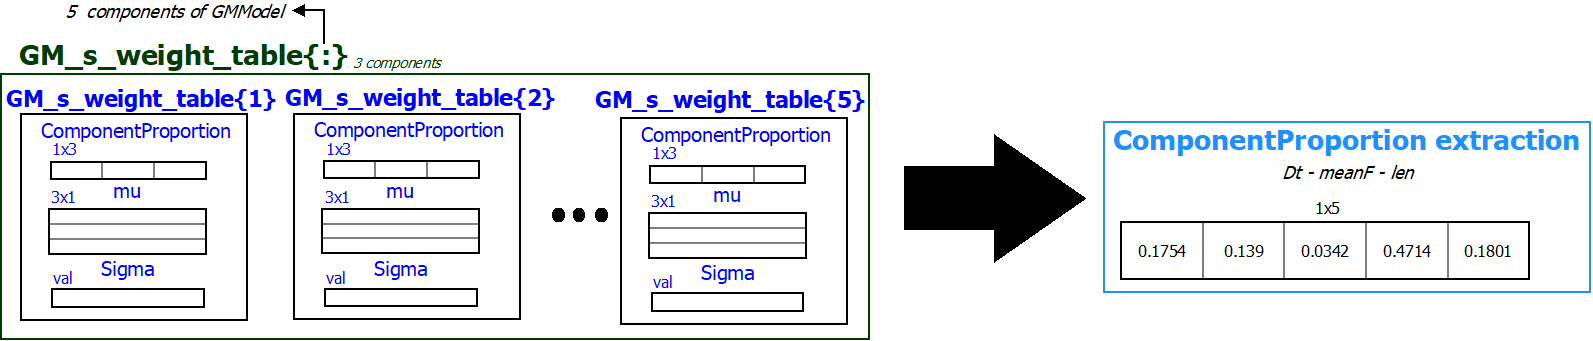 5 components of GMModel
GM_s_weight_table{:} 3 components
GM_s_weight_table{1}
ComponentProportion
1x3
mu
3x1
Sigma
val
GM_s_weight_table{2}
ComponentProportion
1x3
mu
3x1
Sigma
val
GM_s_weight_table{5}
ComponentProportion
1x3
mu
3x1
Sigma
val
ComponentProportion extraction
Dt - meanF - len
1x5
0.1754 0.139 0.0342 0.4714 0.1801